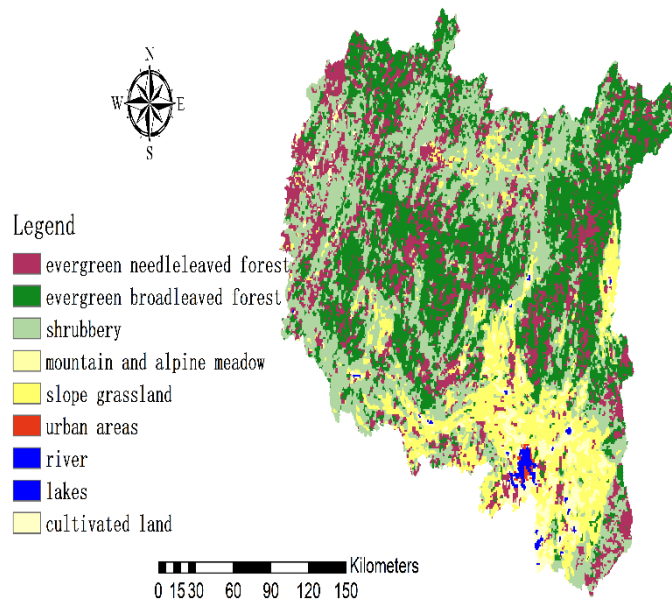 N
W E
S
Legend
evergreen needleleaved forest
evergreen broadleaved forest
shrubbery
mountain and alpine meadow
slope grassland
urban areas
river
lakes
cultivated land
Kilometers
0 15 30 60 90 120 150